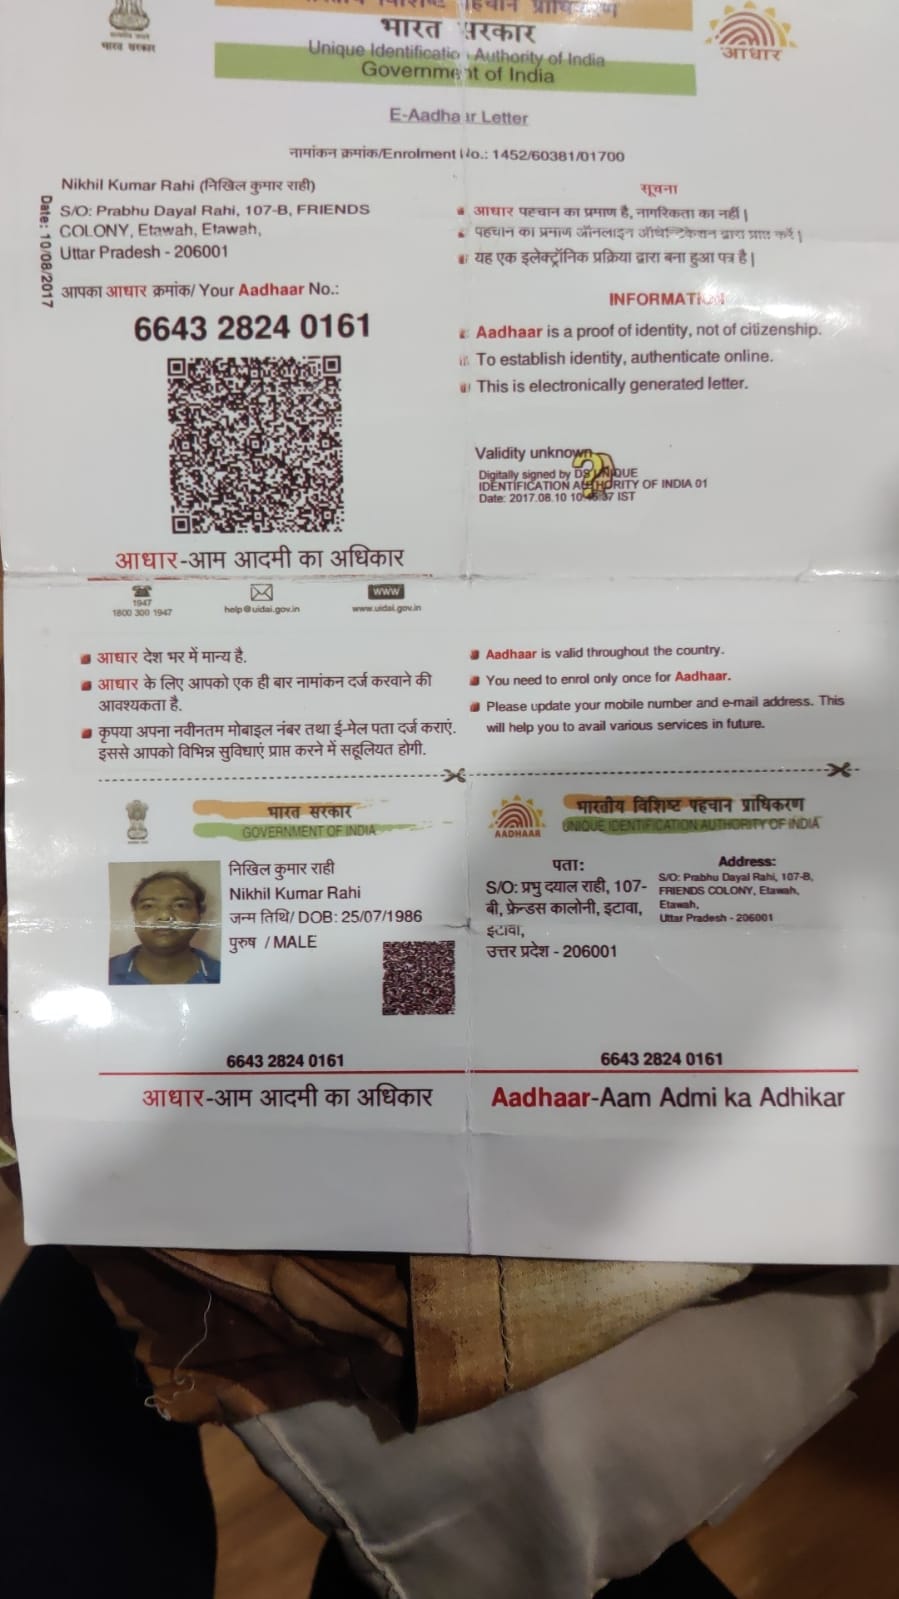 भारत सरकार
आधार
भारत सरकार
Unique Identification Authority of India
Government of India
E-Aadhaar Letter
नामांकन क्रमांक/Enrolment No.: 1452/60381/01700
Nikhil Kumar Rahi (निखिल कुमार राही)
S/O: Prabhu Dayal Rahi, 107-B, FRIENDS
COLONY, Etawah, Etawah,
Uttar Pradesh - 206001
Date: 10/08/2017
आपका आधार क्रमांक/ Your Aadhaar No.:
6643 2824 0161
आधार-आम आदमी का अधिकार
सूचना
आधार पहचान का प्रमाण है, नागरिकता का नहीं |
पहचान का प्रमाण ऑनलाइन ऑथेन्टिकेशन द्वारा प्राप्त करें |
यह एक इलेक्ट्रॉनिक प्रक्रिया द्वारा बना हुआ पत्र है |
INFORMATION
Aadhaar is a proof of identity, not of citizenship.
To establish identity, authenticate online.
This is electronically generated letter.
Validity unknown
Digitally signed by DS UNIQUE
IDENTIFICATION AUTHORITY OF INDIA 01
Date: 2017.08.10 IST
1947
1800 300 1947
help@uidai.gov.in
WWW
www.uidai.gov.in
आधार देश भर में मान्य है.
आधार के लिए आपको एक ही बार नामांकन दर्ज करवाने की
आवश्यकता है.
कृपया अपना नवीनतम मोबाइल नंबर तथा ई-मेल पता दर्ज कराएं.
इससे आपको विभिन्न सुविधाएं प्राप्त करने में सहूलियत होगी.
Aadhaar is valid throughout the country.
You need to enrol only once for Aadhaar.
Please update your mobile number and e-mail address. This
will help you to avail various services in future.
भारत सरकार
GOVERNMENT OF INDIA
निखिल कुमार राही
Nikhil Kumar Rahi
जन्म तिथि/ DOB: 25/07/1986
पुरुष / MALE
6643 2824 0161
आधार-आम आदमी का अधिकार
AADHAAR
भारतीय विशिष्ट पहचान प्राधिकरण
UNIQUE IDENTIFICATION AUTHORITY OF INDIA
पता:
S/O: प्रभु दयाल राही, 107-
बी, फ्रेन्डस कालोनी, इटावा,
इटावा,
उत्तर प्रदेश - 206001
Address:
S/O: Prabhu Dayal Rahi, 107-B,
FRIENDS COLONY, Etawah,
Etawah,
Uttar Pradesh - 206001
6643 2824 0161
Aadhaar-Aam Admi ka Adhikar